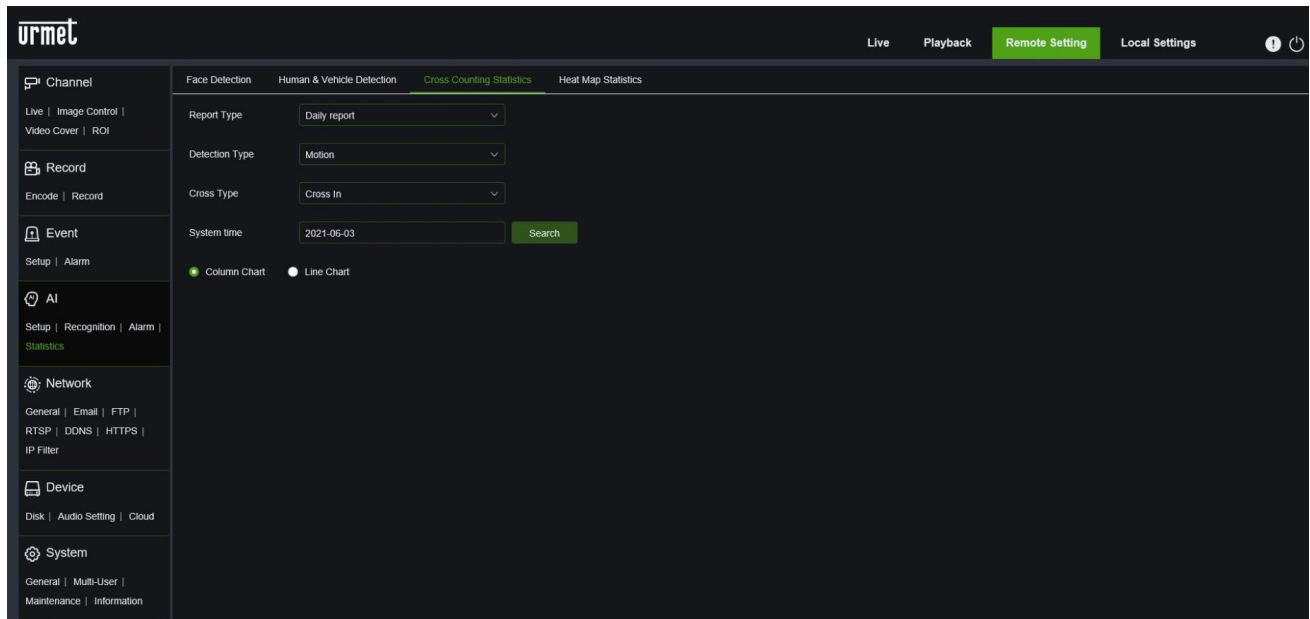 urmet
Live Playback Remote Setting Local Settings
Channel
Live | Image Control |
Video Cover | ROI
Record
Encode | Record
Event
Setup | Alarm
AI
Setup | Recognition | Alarm |
Statistics
Network
General | Email | FTP |
RTSP | DDNS | HTTPS |
IP Filter
Device
Disk | Audio Setting | Cloud
System
General | Multi-User |
Maintenance | Information
Face Detection Human & Vehicle Detection Cross Counting Statistics Heat Map Statistics
Report Type Daily report
Detection Type Motion
Cross Type Cross In
System time 2021-06-03 Search
Column Chart Line Chart